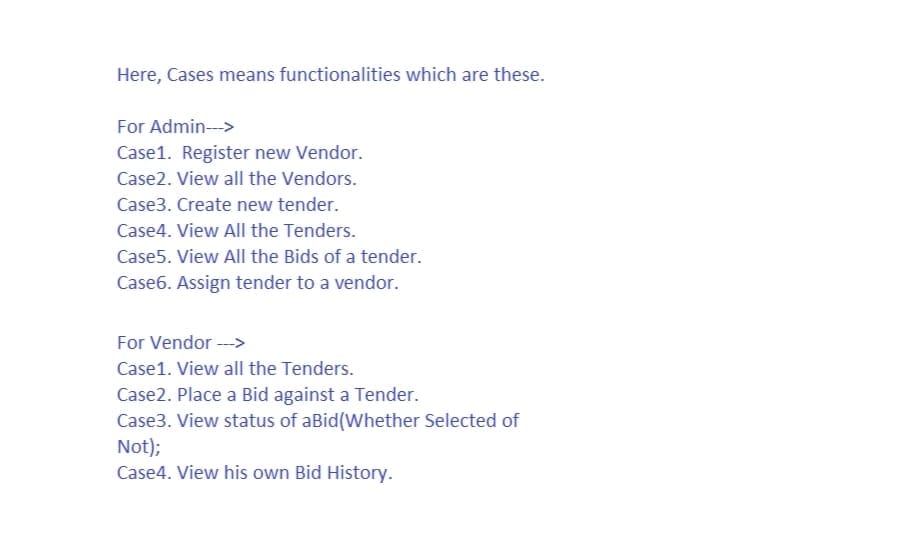 Here, Cases means functionalities which are these.
For Admin--->
Case1.  Register new Vendor.
Case2. View all the Vendors.
Case3. Create new tender.
Case4. View All the Tenders.
Case5. View All the Bids of a tender.
Case6. Assign tender to a vendor.
For Vendor --->
Case1. View all the Tenders.
Case2. Place a Bid against a Tender.
Case3. View status of aBid(Whether Selected of
Not);
Case4. View his own Bid History.